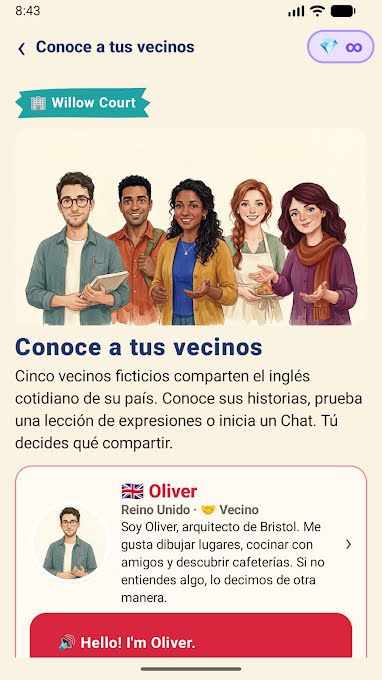 8:43
Conoce a tus vecinos
🏢 Willow Court
Conoce a tus vecinos
Cinco vecinos ficticios comparten el inglés
cotidiano de su país. Conoce sus historias, prueba
una lección de expresiones o inicia un Chat. Tú
decides qué compartir.
🇬🇧 Oliver
Reino Unido · 🤝 Vecino
Soy Oliver, arquitecto de Bristol. Me
gusta dibujar lugares, cocinar con
amigos y descubrir cafeterías. Si no
entiendes algo, lo decimos de otra
manera.
🔊 Hello! I'm Oliver.